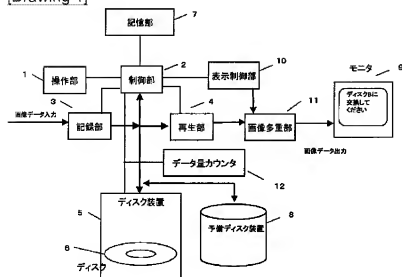 [Drawing 1]
記憶部
7
操作部
1
制御部
2
表示制御部
10
モニタ
9
ディスクBに
交換して
ください
画像データ入力
記録部
3
再生部
4
画像多重部
11
画像データ出力
データ量カウンタ
12
ディスク装置
5
6
ディスク
予備ディスク装置
8